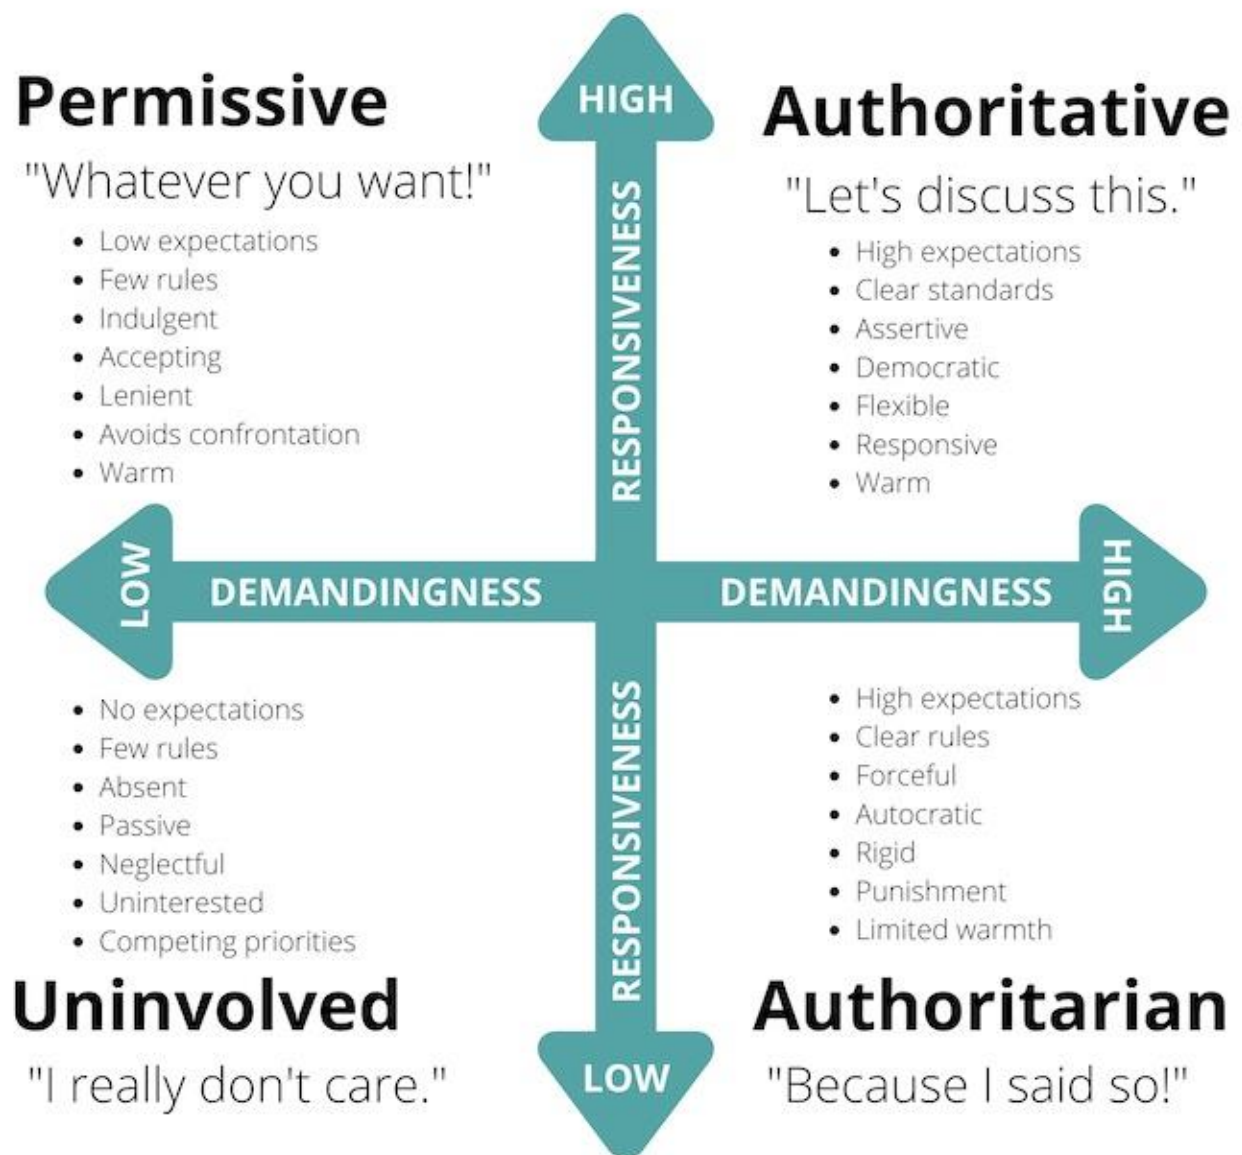 Permissive
"Whatever you want!"
• Low expectations
• Few rules
• Indulgent
• Accepting
• Lenient
• Avoids confrontation
• Warm
HIGH
RESPONSIVENESS
Authoritative
"Let's discuss this."
• High expectations
• Clear standards
• Assertive
• Democratic
• Flexible
• Responsive
• Warm
LOW
DEMANDINGNESS
DEMANDINGNESS
HIGH
• No expectations
• Few rules
• Absent
• Passive
• Neglectful
• Uninterested
• Competing priorities
Uninvolved
"I really don't care."
RESPONSIVENESS
LOW
• High expectations
• Clear rules
• Forceful
• Autocratic
• Rigid
• Punishment
• Limited warmth
Authoritarian
"Because I said so!"